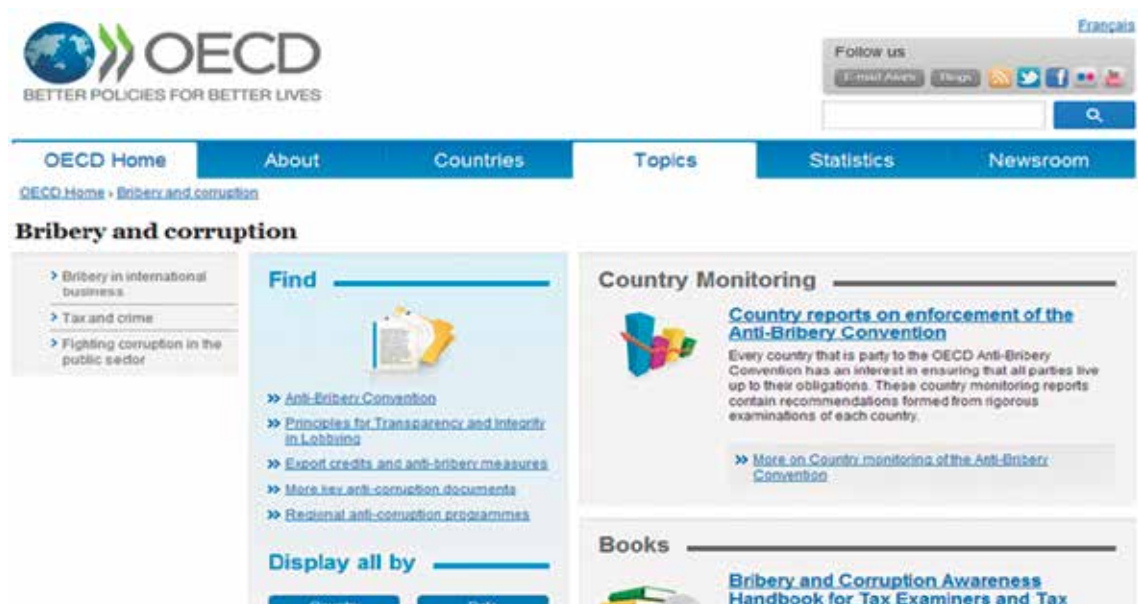 Français
OECD
BETTER POLICIES FOR BETTER LIVES
Follow us
E-mail Alerts Blogs
OECD Home About Countries Topics Statistics Newsroom
OECD Home › Bribery and corruption
Bribery and corruption
Bribery in international
business
Tax and crime
Fighting corruption in the
public sector
Find
Anti-Bribery Convention
Principles for Transparency and Integrity
in Lobbying
Export credits and anti-bribery measures
More key anti-corruption documents
Regional anti-corruption programmes
Display all by
Country Monitoring
Country reports on enforcement of the
Anti-Bribery Convention
Every country that is party to the OECD Anti-Bribery
Convention has an interest in ensuring that all parties live
up to their obligations. These country monitoring reports
contain recommendations formed from rigorous
examinations of each country.
More on Country monitoring of the Anti-Bribery
Convention
Books
Bribery and Corruption Awareness
Handbook for Tax Examiners and Tax